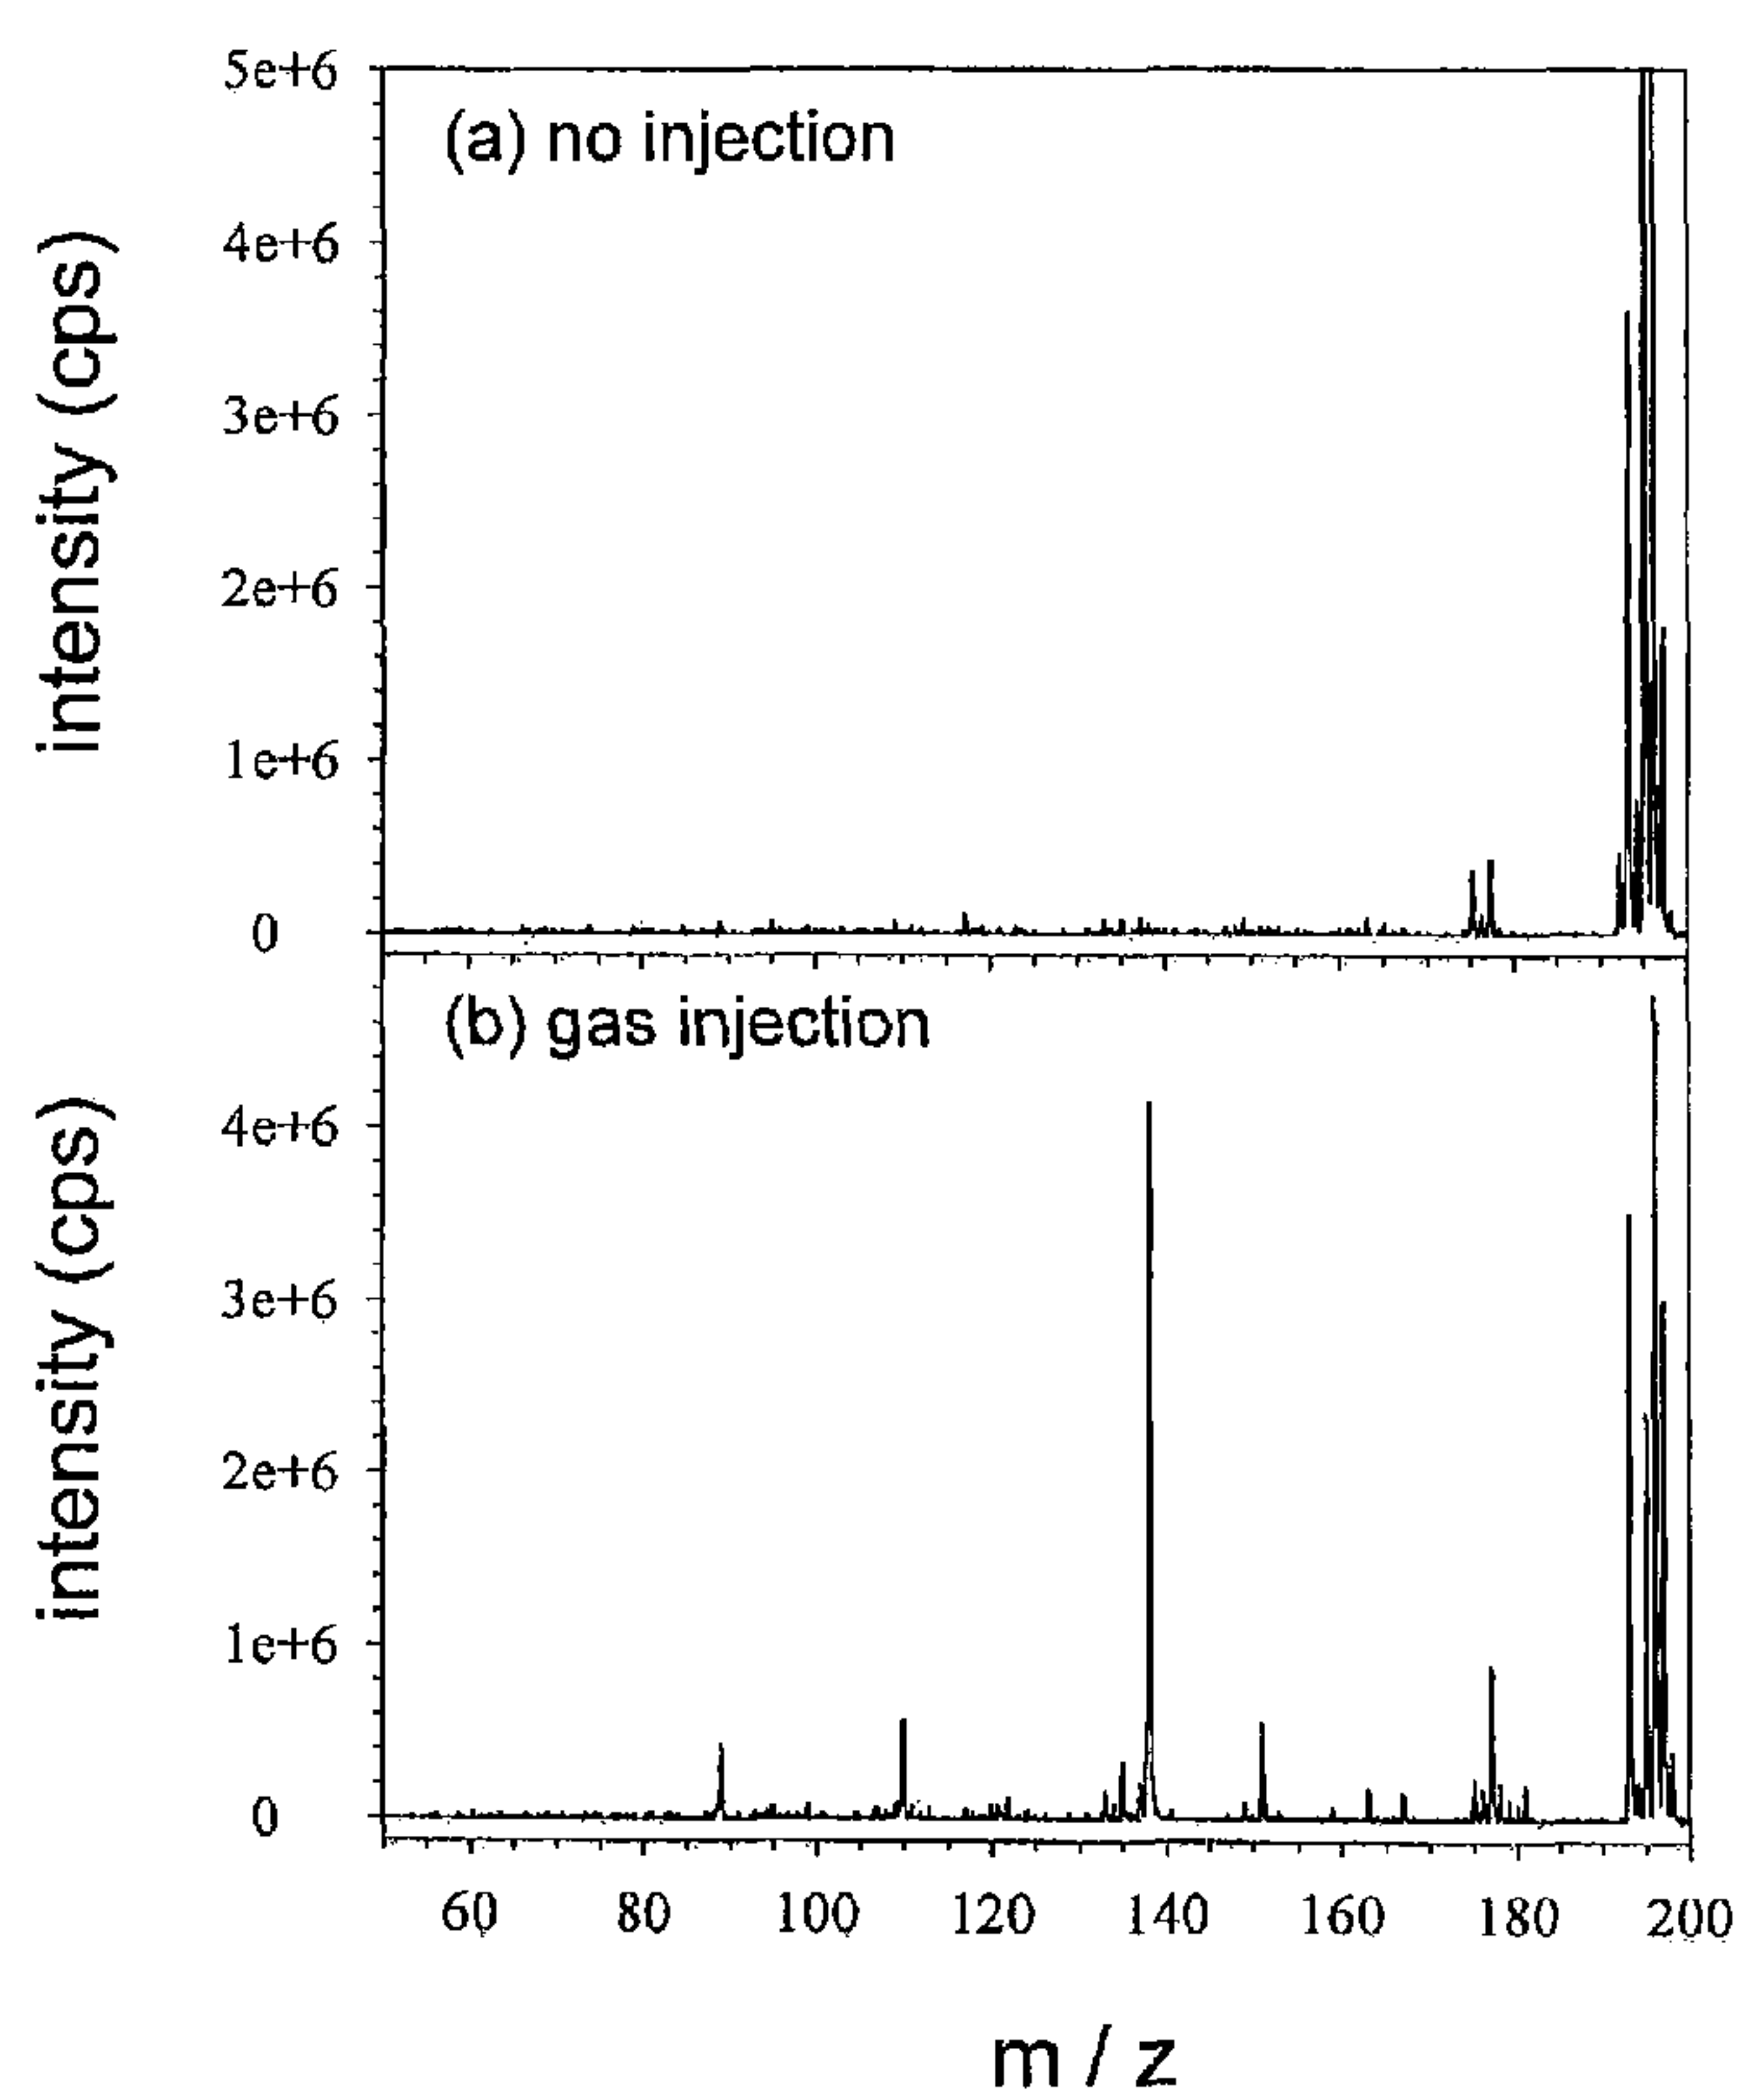 5e+6
(a) no injection
4e+6
3e+6
2e+6
1e+6
0
intensity (cps)
(b) gas injection
4e+6
3e+6
2e+6
1e+6
0
intensity (cps)
60 80 100 120 140 160 180 200
m / z